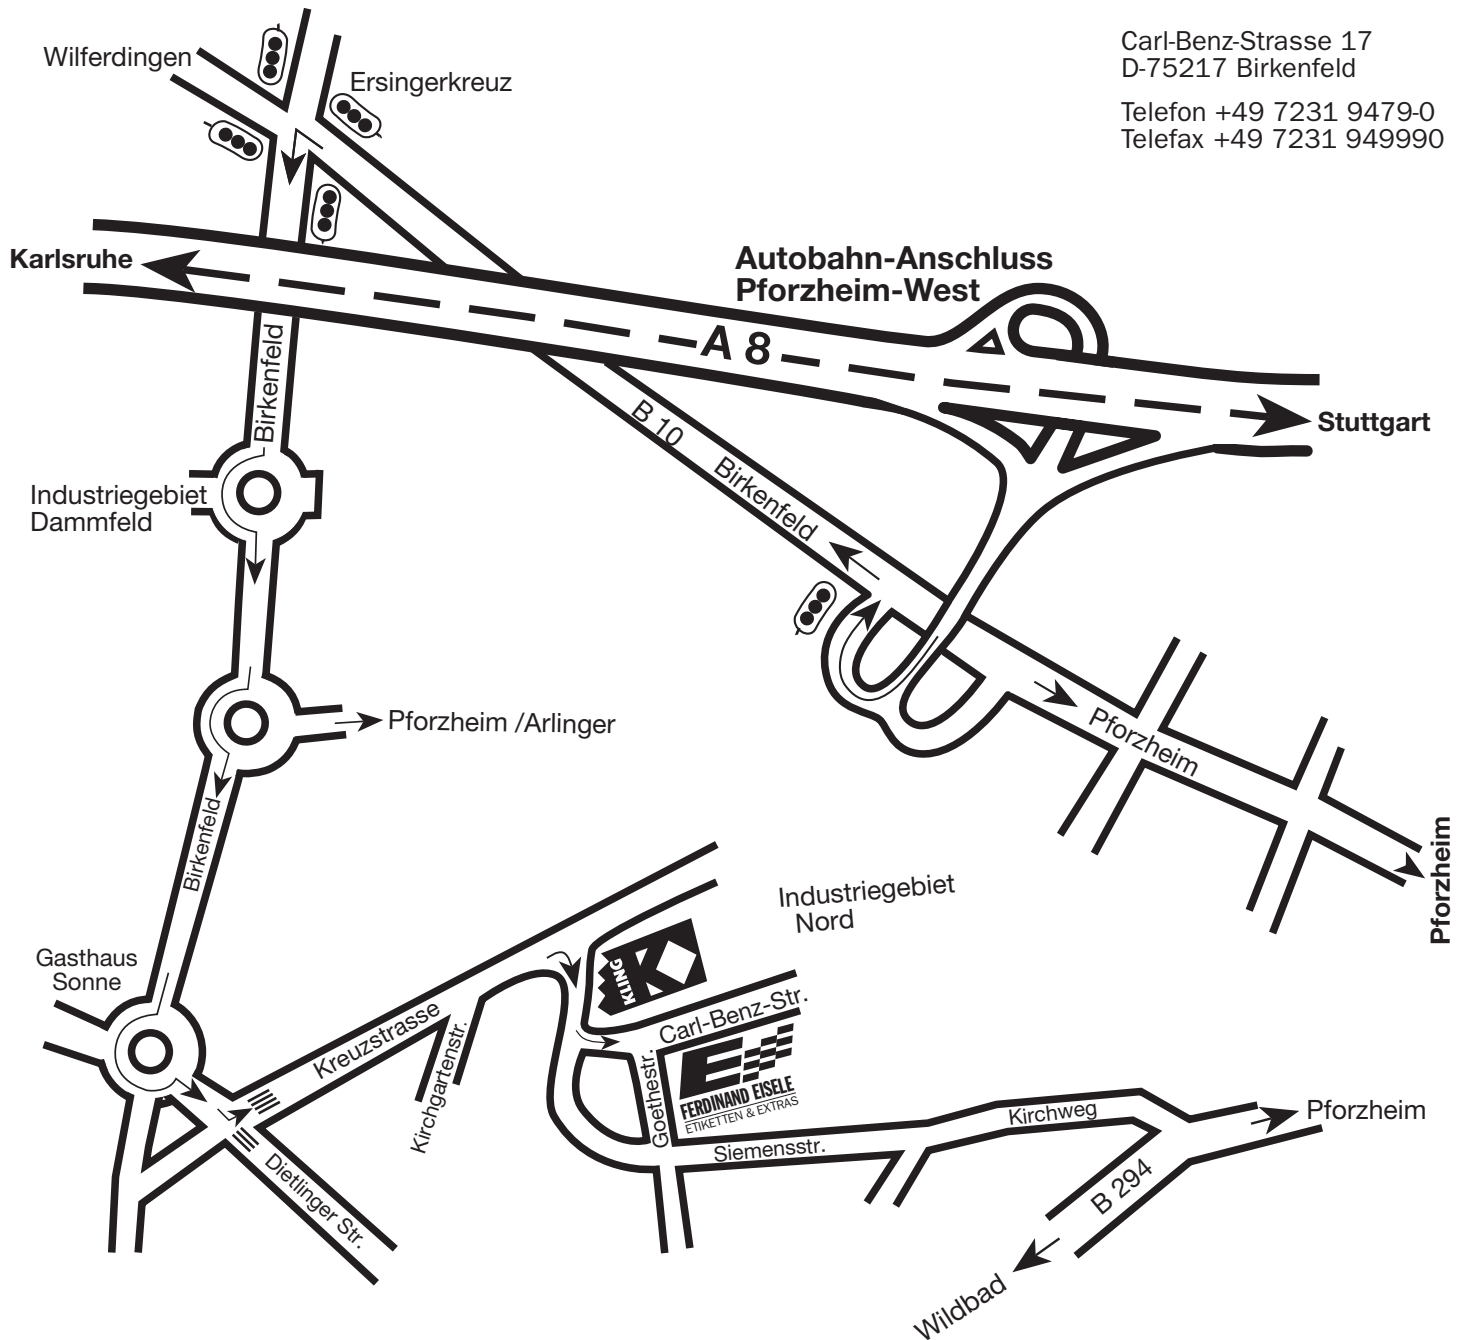 Carl-Benz-Strasse 17
D-75217 Birkenfeld
Telefon +49 7231 9479-0
Telefax +49 7231 949990
Wilferdingen
Ersingerkreuz
Karlsruhe
Autobahn-Anschluss
Pforzheim-West
A 8
Stuttgart
Birkenfeld
B 10
Birkenfeld
Industriegebiet
Dammfeld
Pforzheim /Arlinger
Pforzheim
Pforzheim
Birkenfeld
Industriegebiet
Nord
Gasthaus
Sonne
KLING
K
Kreuzstrasse
Carl-Benz-Str.
Kirchgartenstr.
Goethestr.
E
FERDINAND EISELE
ETIKETTEN & EXTRAS
Siemensstr.
Kirchweg
Pforzheim
Dietlinger Str.
B 294
Wildbad